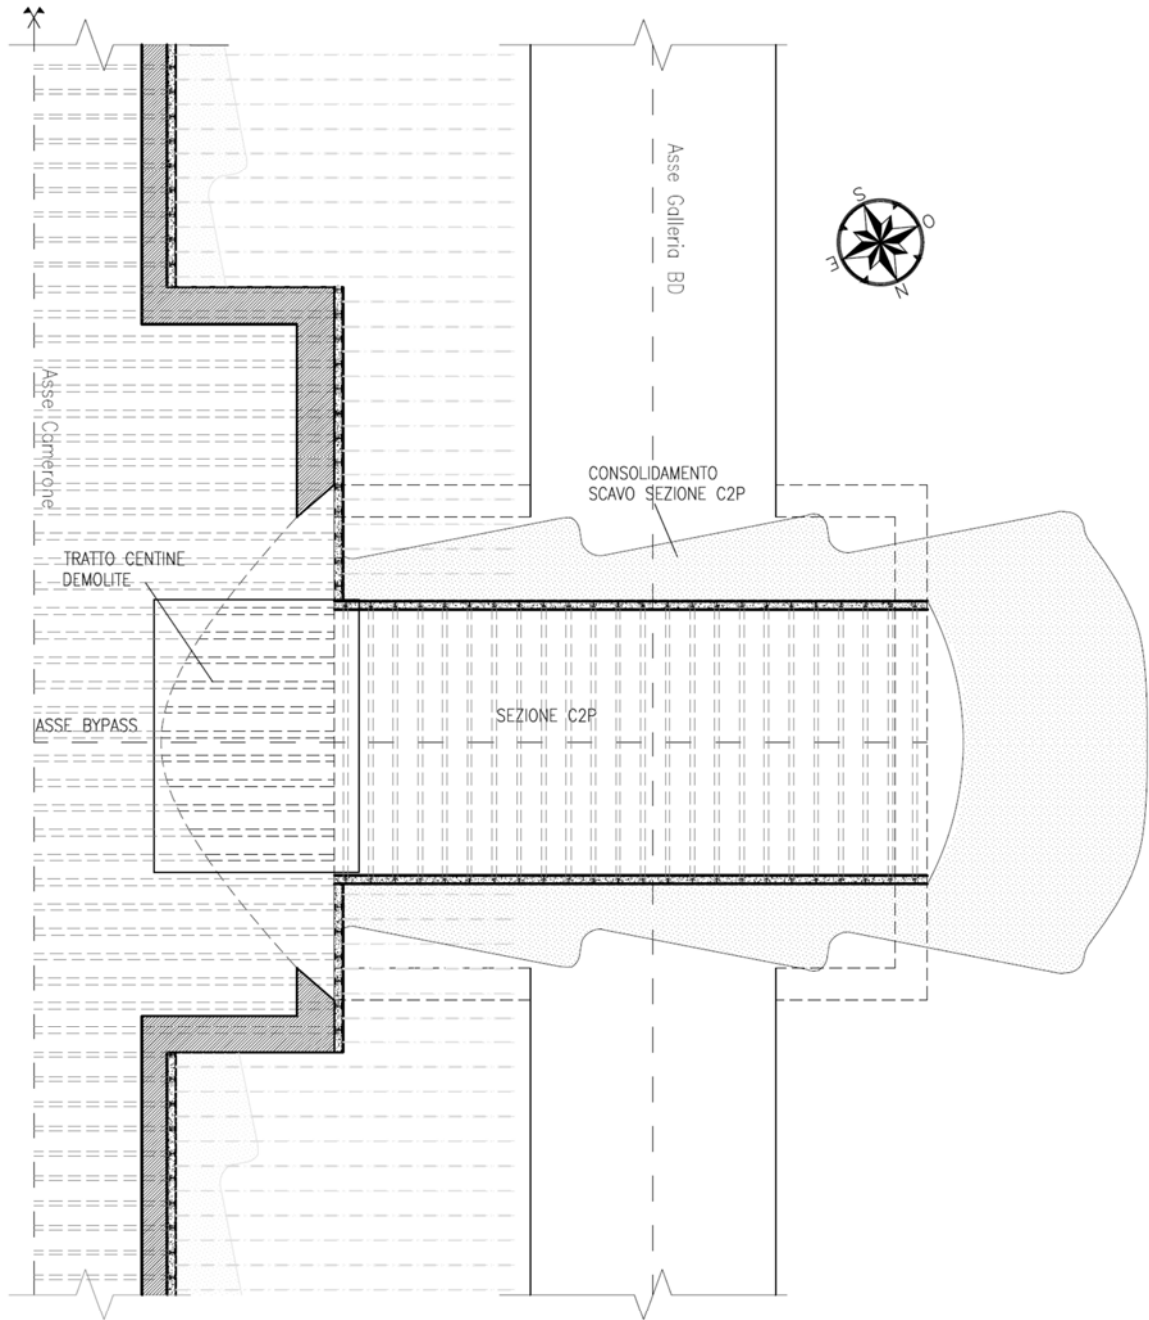 Asse Galleria BD
S
O
E
N
Asse Camerone
CONSOLIDAMENTO
SCAVO SEZIONE C2P
TRATTO CENTINE
DEMOLITE
ASSE BYPASS
SEZIONE C2P